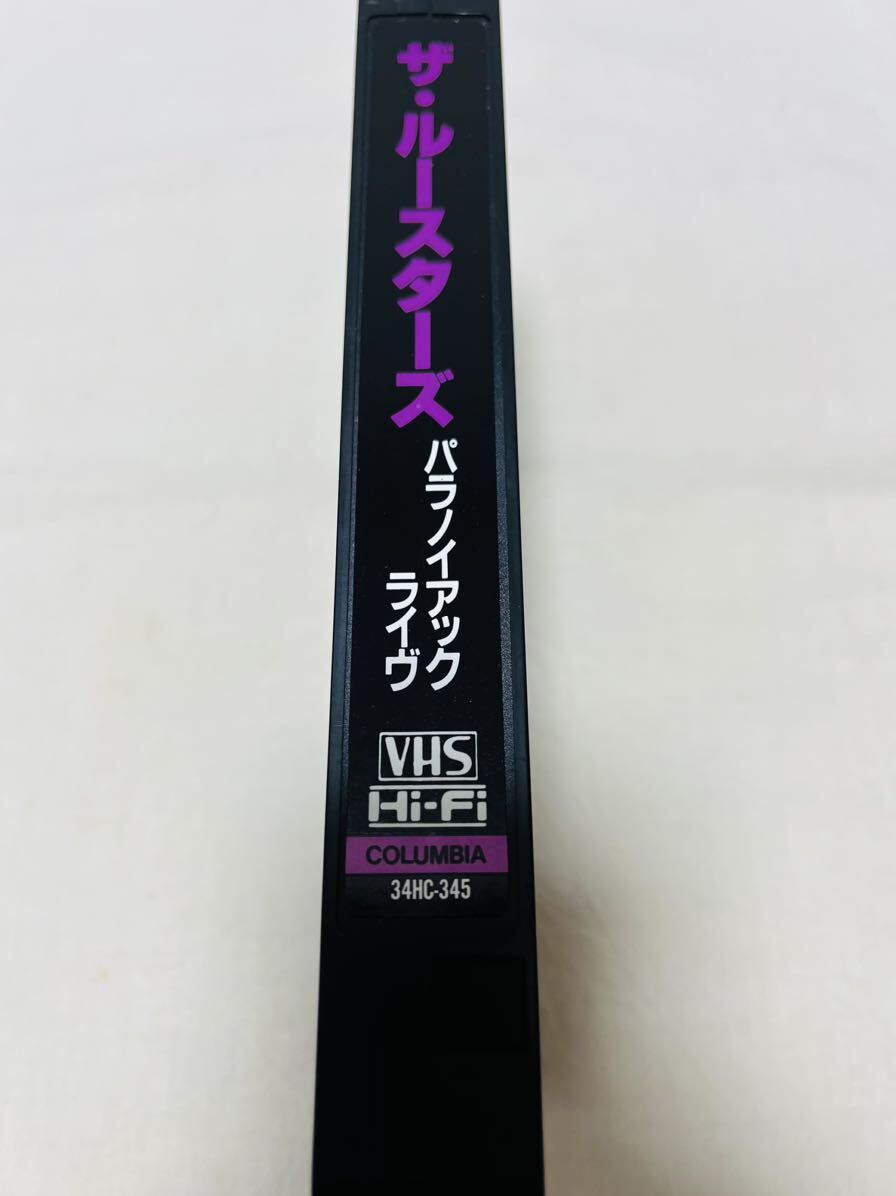 ザ・ルースターズ
パラノイアック
ライヴ
VHS
Hi-Fi
COLUMBIA
34HC-345